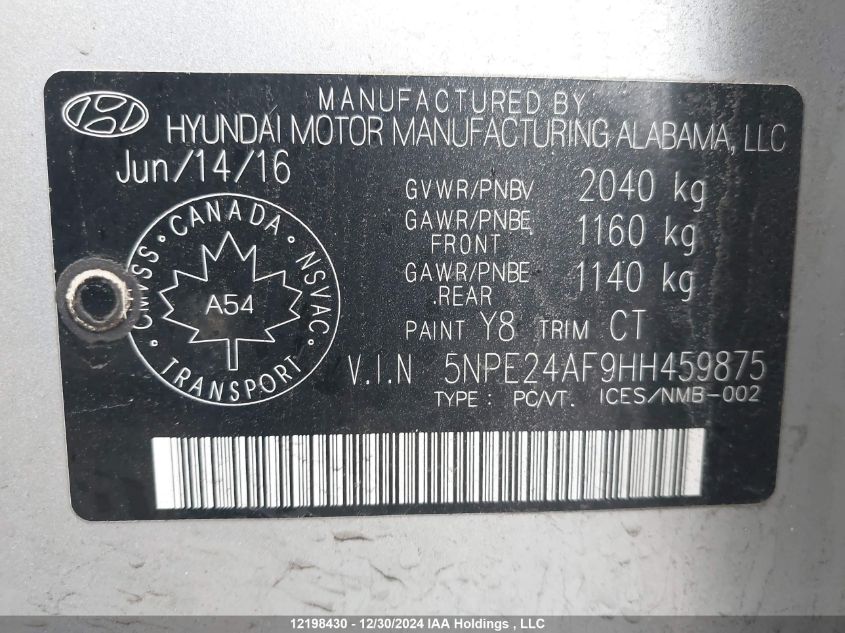 MANUFACTURED BY
HYUNDAI MOTOR MANUFACTURING ALABAMA, LLC
Jun/14/16
GVWR/PNBV 2040 kg
GAWR/PNBE FRONT 1160 kg
GAWR/PNBE REAR 1140 kg
CANADA
CMVSS · NSVAC
A54
TRANSPORT
PAINT Y8 TRIM CT
V.I.N 5NPE24AF9HH459875
TYPE : PC/VT. ICES/NMB-002
12198430 - 12/30/2024 IAA Holdings , LLC